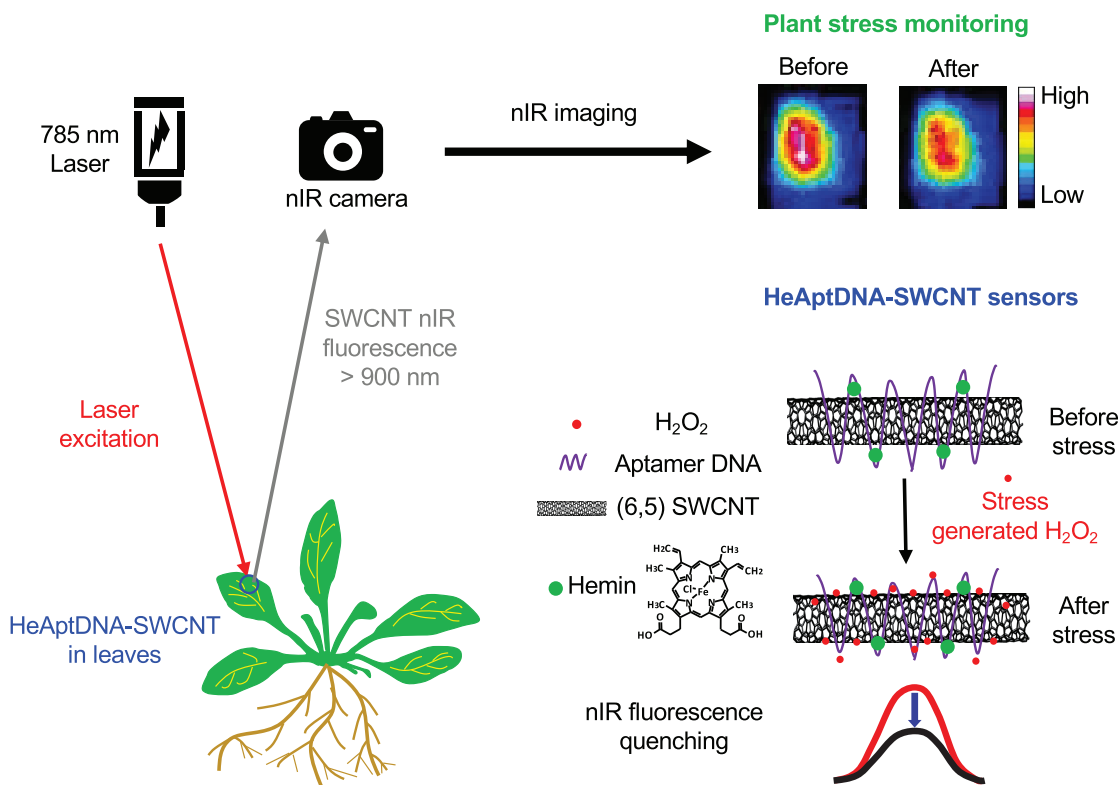 Plant stress monitoring
Before
After
High
Low
785 nm
Laser
nIR camera
nIR imaging
SWCNT nIR
fluorescence
> 900 nm
Laser
excitation
HeAptDNA-SWCNT
in leaves
HeAptDNA-SWCNT sensors
H₂O₂
Aptamer DNA
(6,5) SWCNT
Hemin
H2C
CH3
H3C
CH2
N
N
Cl
Fe
N
N
H3C
CH3
O
O
HO
OH
Before
stress
Stress
generated H₂O₂
After
stress
nIR fluorescence
quenching